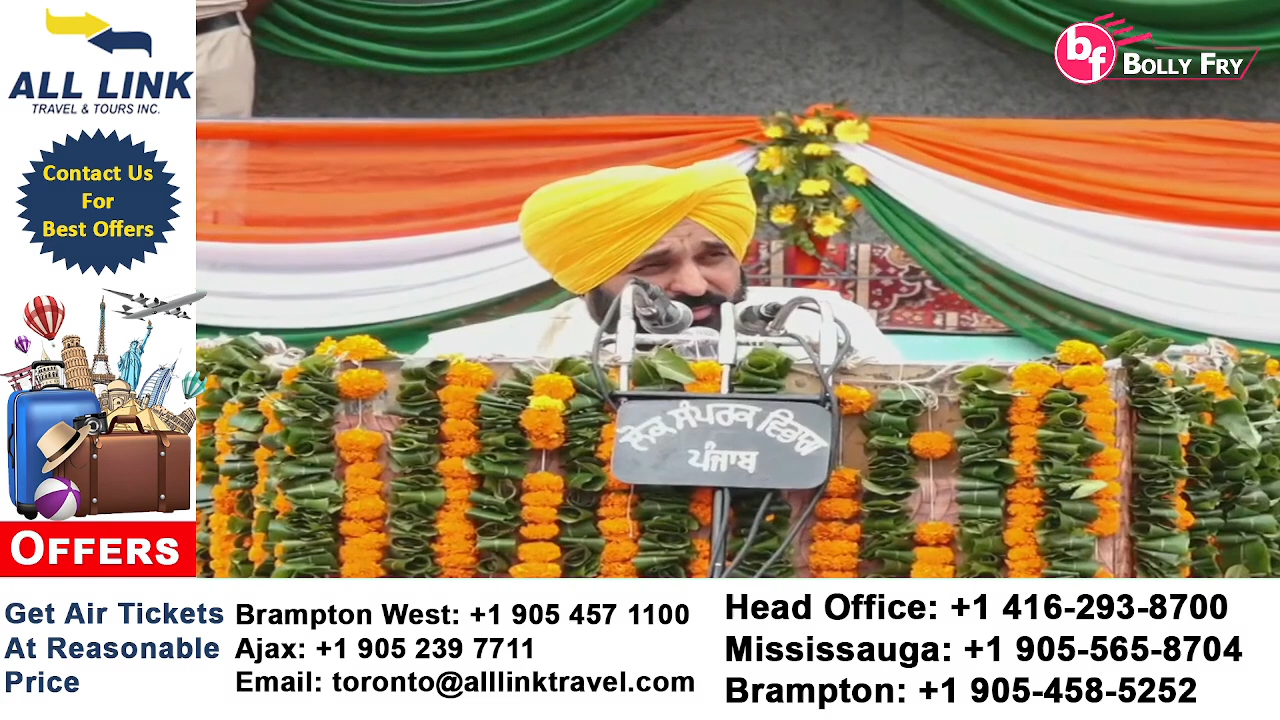 ALL LINK
TRAVEL & TOURS INC.
Contact Us
For
Best Offers
OFFERS
bf BOLLY FRY
ਲੋਕ ਸੰਪਰਕ ਵਿਭਾਗ
ਪੰਜਾਬ
Get Air Tickets
At Reasonable
Price
Brampton West: +1 905 457 1100
Ajax: +1 905 239 7711
Email: toronto@alllinktravel.com
Head Office: +1 416-293-8700
Mississauga: +1 905-565-8704
Brampton: +1 905-458-5252